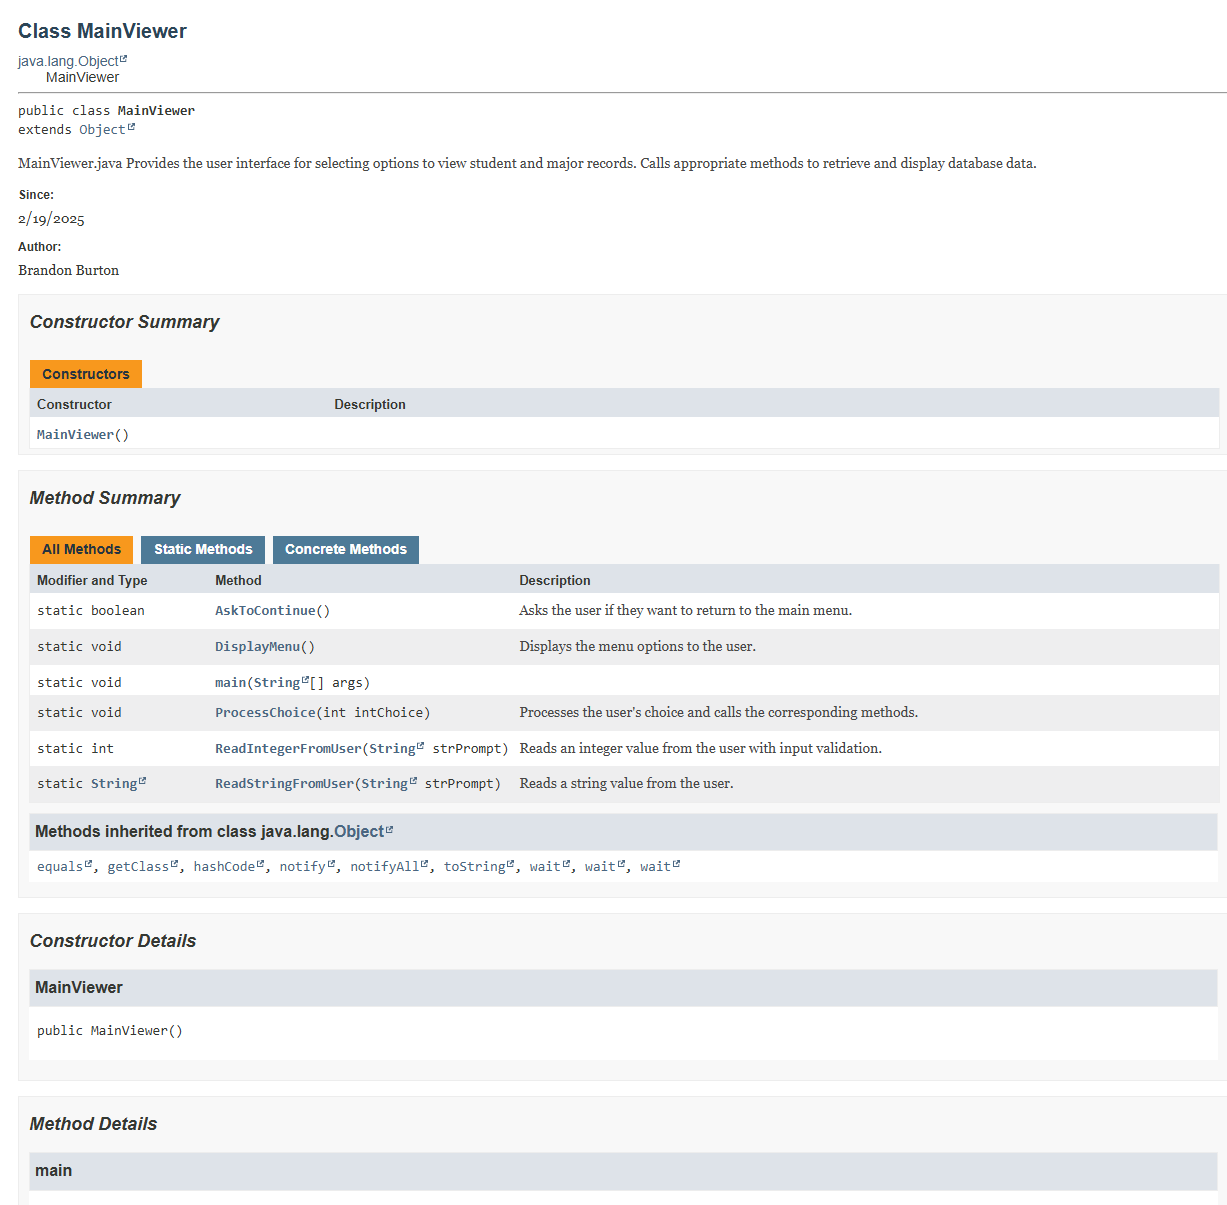 Class MainViewer
java.lang.Object
MainViewer
public class MainViewer
extends Object
MainViewer.java Provides the user interface for selecting options to view student and major records. Calls appropriate methods to retrieve and display database data.
Since:
2/19/2025
Author:
Brandon Burton
Constructor Summary
Constructors
Constructor Description
MainViewer()
Method Summary
All Methods Static Methods Concrete Methods
Modifier and Type Method Description
static boolean AskToContinue() Asks the user if they want to return to the main menu.
static void DisplayMenu() Displays the menu options to the user.
static void main(String[] args)
static void ProcessChoice(int intChoice) Processes the user's choice and calls the corresponding methods.
static int ReadIntegerFromUser(String strPrompt) Reads an integer value from the user with input validation.
static String ReadStringFromUser(String strPrompt) Reads a string value from the user.
Methods inherited from class java.lang.Object
equals, getClass, hashCode, notify, notifyAll, toString, wait, wait, wait
Constructor Details
MainViewer
public MainViewer()
Method Details
main